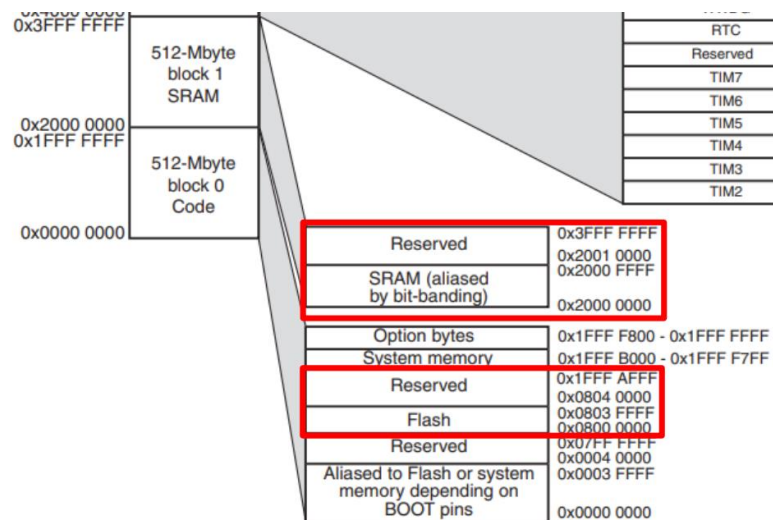 0x3FFF FFFF
512-Mbyte
block 1
SRAM
0x2000 0000
0x1FFF FFFF
512-Mbyte
block 0
Code
0x0000 0000
RTC
Reserved
TIM7
TIM6
TIM5
TIM4
TIM3
TIM2
Reserved
0x3FFF FFFF
0x2001 0000
SRAM (aliased
by bit-banding)
0x2000 FFFF
0x2000 0000
Option bytes
0x1FFF F800 - 0x1FFF FFFF
System memory
0x1FFF B000 - 0x1FFF F7FF
Reserved
0x1FFF AFFF
0x0804 0000
Flash
0x0803 FFFF
0x0800 0000
Reserved
0x07FF FFFF
0x0004 0000
Aliased to Flash or system
memory depending on
BOOT pins
0x0003 FFFF
0x0000 0000